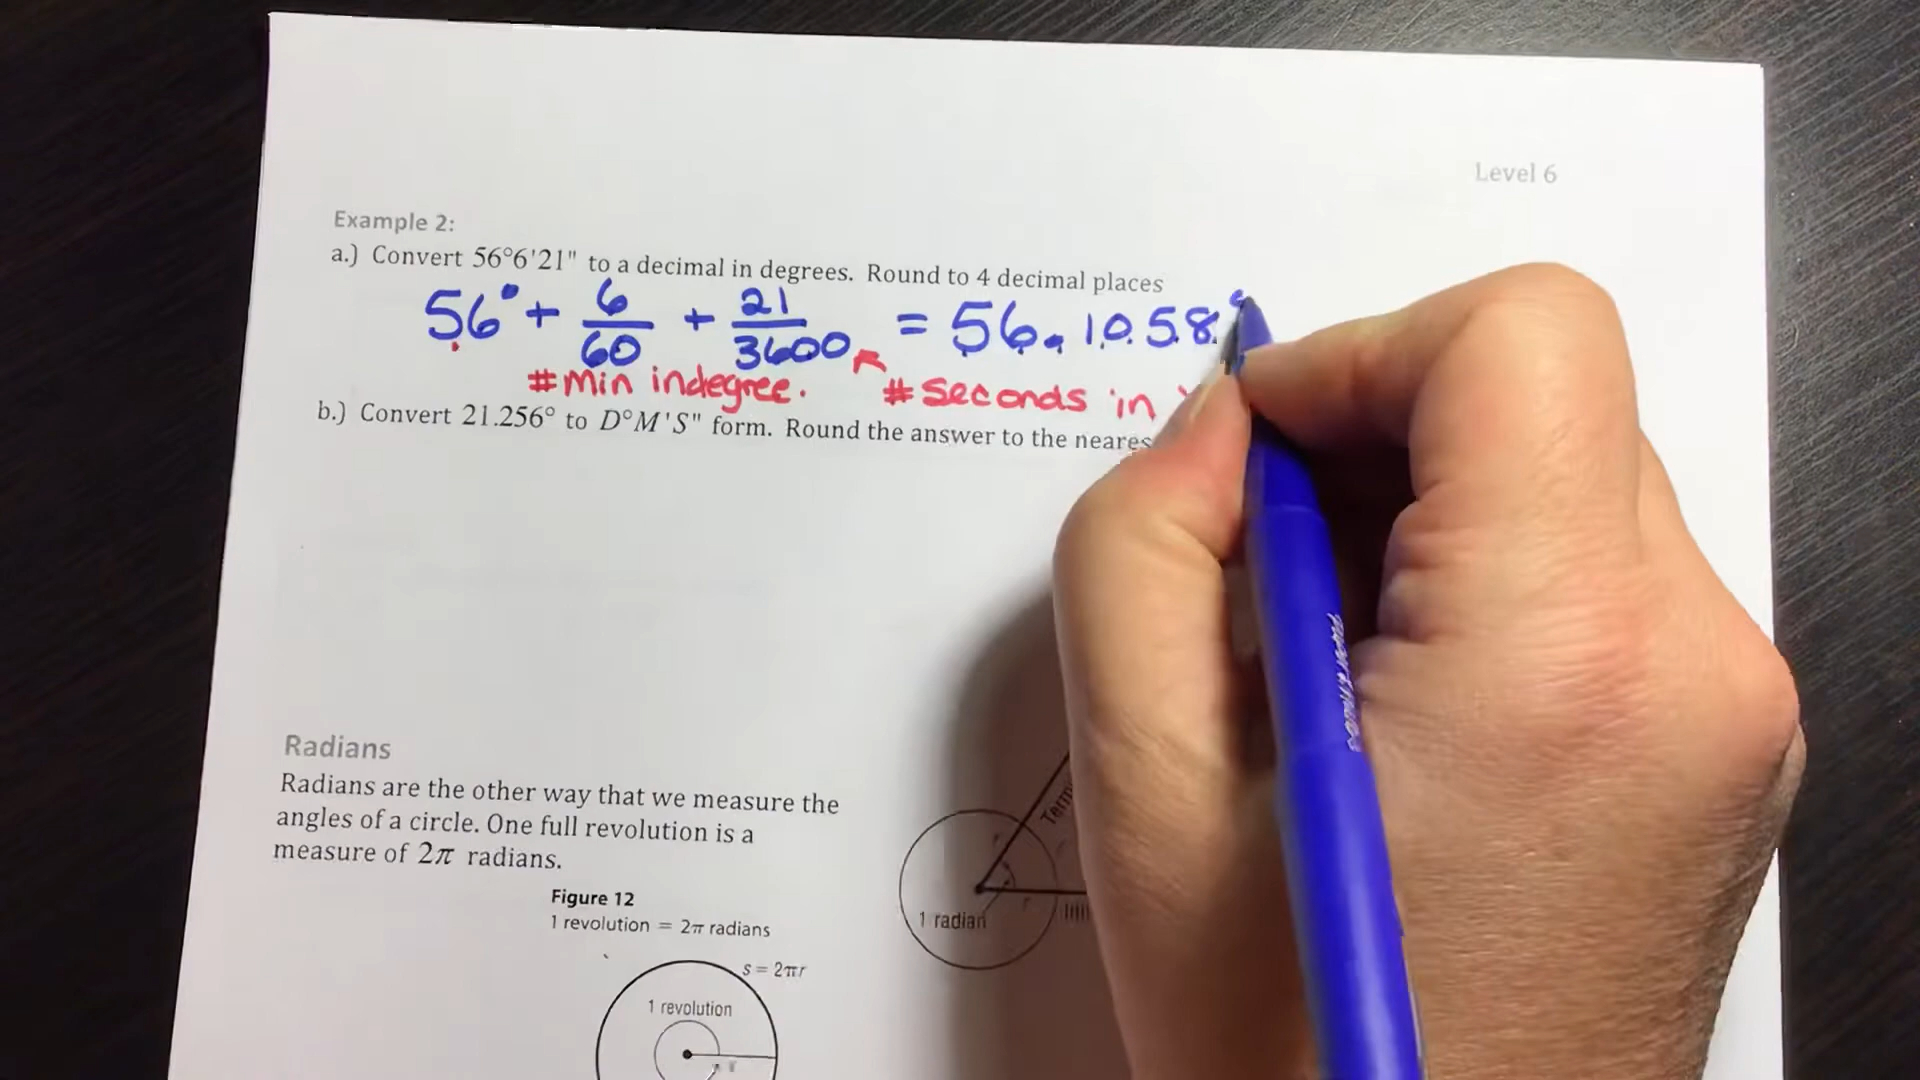 Level 6
Example 2:
a.) Convert 56°6'21" to a decimal in degrees. Round to 4 decimal places
56° + 6/60 + 21/3600 = 56.1058°
#min in degree. #seconds in
b.) Convert 21.256° to D°M'S" form. Round the answer to the
Radians
Radians are the other way that we measure the
angles of a circle. One full revolution is a
measure of 2π radians.
Figure 12
1 revolution = 2π radians
s = 2πr
1 revolution
r
1 radian
r